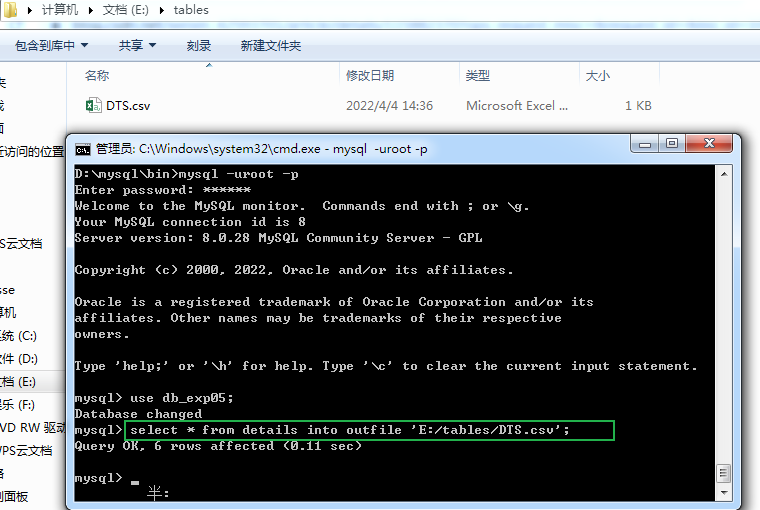 计算机 文档 (E:) tables
包含到库中 共享 刻录 新建文件夹
名称 修改日期 类型 大小
DTS.csv 2022/4/4 14:36 Microsoft Excel ... 1 KB
面
近访问的位置
S云文档
sse
算机
系统 (C:)
软件 (D:)
文档 (E:)
娱乐 (F:)
VD RW 驱动
WPS云文档
络
制面板
管理员: C:\Windows\system32\cmd.exe - mysql -uroot -p
D:\mysql\bin>mysql -uroot -p
Enter password: ******
Welcome to the MySQL monitor.  Commands end with ; or \g.
Your MySQL connection id is 8
Server version: 8.0.28 MySQL Community Server - GPL
Copyright (c) 2000, 2022, Oracle and/or its affiliates.
Oracle is a registered trademark of Oracle Corporation and/or its
affiliates. Other names may be trademarks of their respective
owners.
Type 'help;' or '\h' for help. Type '\c' to clear the current input statement.
mysql> use db_exp05;
Database changed
mysql> select * from details into outfile 'E:/tables/DTS.csv';
Query OK, 6 rows affected (0.11 sec)
mysql> _
半: